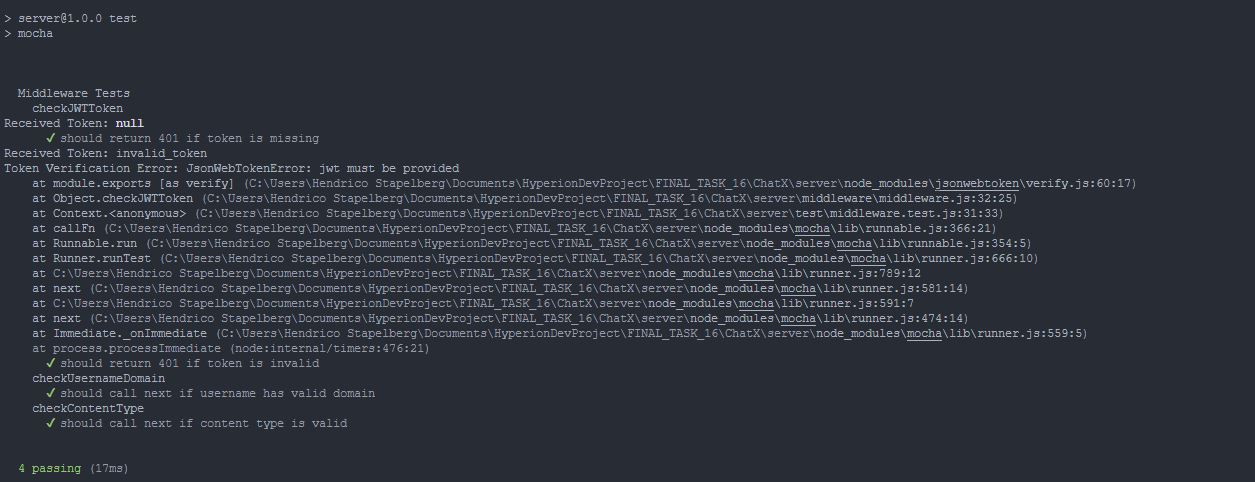 > server@1.0.0 test
> mocha
Middleware Tests
checkJWTToken
Received Token: null
✓ should return 401 if token is missing
Received Token: invalid_token
Token Verification Error: JsonWebTokenError: jwt must be provided
at module.exports [as verify] (C:\Users\Hendrico Stapelberg\Documents\HyperionDevProject\FINAL_TASK_16\ChatX\server\node_modules\jsonwebtoken\verify.js:60:17)
at Object.checkJWTToken (C:\Users\Hendrico Stapelberg\Documents\HyperionDevProject\FINAL_TASK_16\ChatX\server\middleware\middleware.js:32:25)
at Context.<anonymous> (C:\Users\Hendrico Stapelberg\Documents\HyperionDevProject\FINAL_TASK_16\ChatX\server\test\middleware.test.js:31:33)
at callFn (C:\Users\Hendrico Stapelberg\Documents\HyperionDevProject\FINAL_TASK_16\ChatX\server\node_modules\mocha\lib\runnable.js:366:21)
at Runnable.run (C:\Users\Hendrico Stapelberg\Documents\HyperionDevProject\FINAL_TASK_16\ChatX\server\node_modules\mocha\lib\runnable.js:354:5)
at Runner.runTest (C:\Users\Hendrico Stapelberg\Documents\HyperionDevProject\FINAL_TASK_16\ChatX\server\node_modules\mocha\lib\runner.js:666:10)
at C:\Users\Hendrico Stapelberg\Documents\HyperionDevProject\FINAL_TASK_16\ChatX\server\node_modules\mocha\lib\runner.js:789:12
at next (C:\Users\Hendrico Stapelberg\Documents\HyperionDevProject\FINAL_TASK_16\ChatX\server\node_modules\mocha\lib\runner.js:581:14)
at C:\Users\Hendrico Stapelberg\Documents\HyperionDevProject\FINAL_TASK_16\ChatX\server\node_modules\mocha\lib\runner.js:591:7
at next (C:\Users\Hendrico Stapelberg\Documents\HyperionDevProject\FINAL_TASK_16\ChatX\server\node_modules\mocha\lib\runner.js:474:14)
at Immediate._onImmediate (C:\Users\Hendrico Stapelberg\Documents\HyperionDevProject\FINAL_TASK_16\ChatX\server\node_modules\mocha\lib\runner.js:559:5)
at process.processImmediate (node:internal/timers:476:21)
✓ should return 401 if token is invalid
checkUsernameDomain
✓ should call next if username has valid domain
checkContentType
✓ should call next if content type is valid
4 passing (17ms)